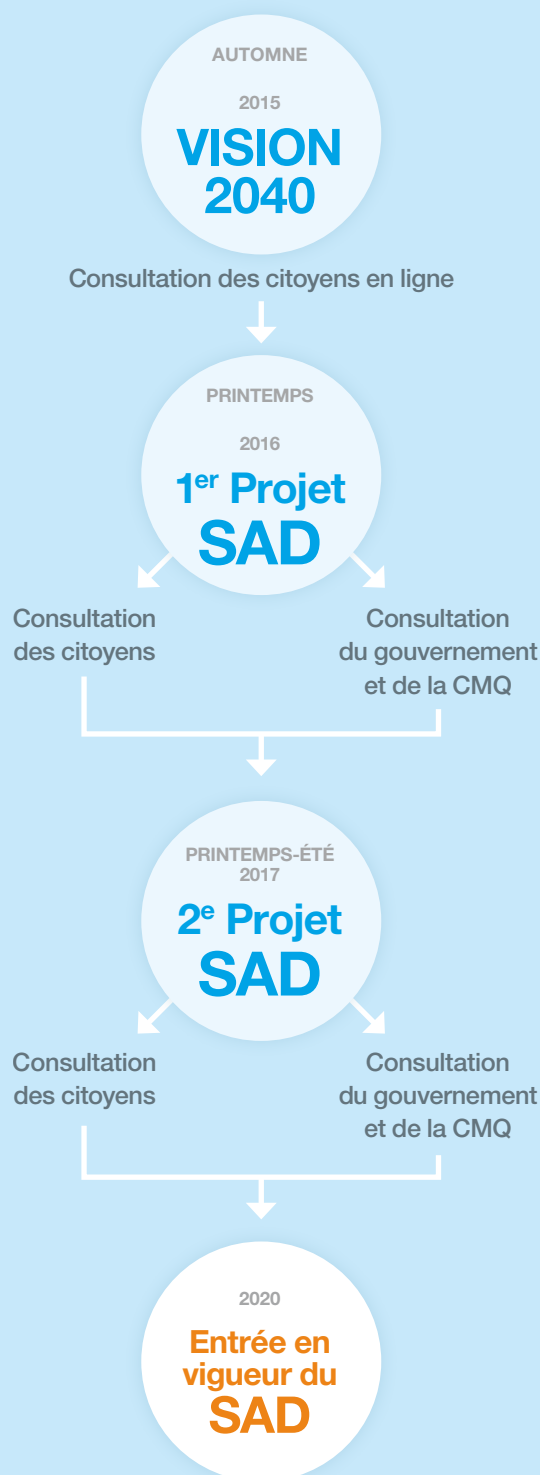 AUTOMNE
2015
VISION
2040
Consultation des citoyens en ligne
PRINTEMPS
2016
1er Projet
SAD
Consultation
des citoyens
Consultation
du gouvernement
et de la CMQ
PRINTEMPS-ÉTÉ
2017
2e Projet
SAD
Consultation
des citoyens
Consultation
du gouvernement
et de la CMQ
2020
Entrée en
vigueur du
SAD